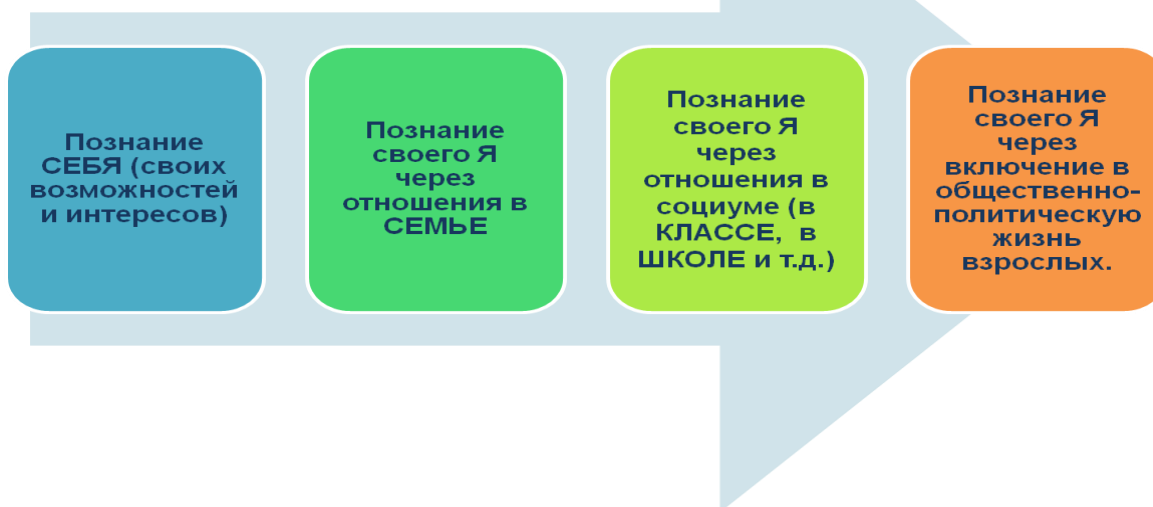 Познание
СЕБЯ (своих
возможностей
и интересов)
Познание
своего Я
через
отношения в
СЕМЬЕ
Познание
своего Я
через
отношения в
социуме (в
КЛАССЕ, в
ШКОЛЕ и т.д.)
Познание
своего Я
через
включение в
общественно-
политическую
жизнь
взрослых.